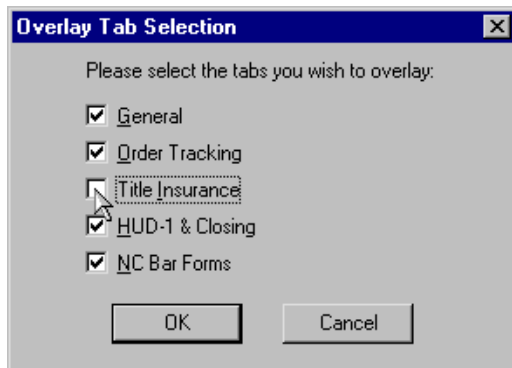 Overlay Tab Selection
Please select the tabs you wish to overlay:
General
Order Tracking
Title Insurance
HUD-1 & Closing
NC Bar Forms
OK Cancel